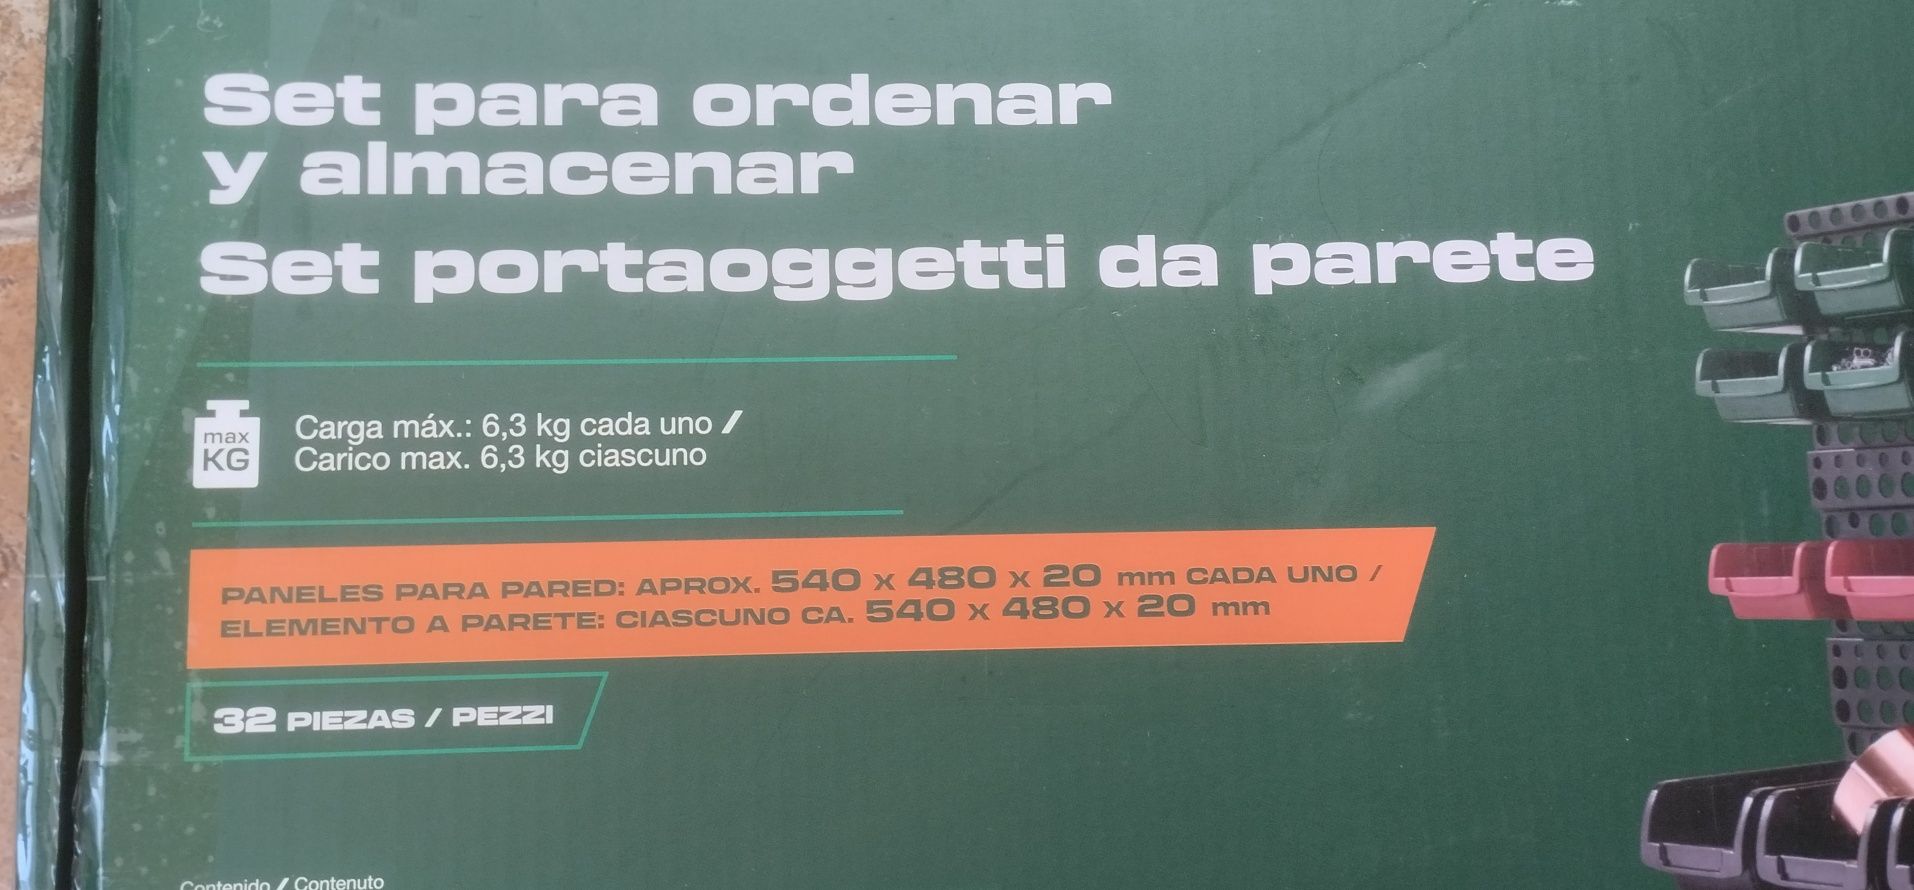 Set para ordenar
y almacenar
Set portaoggetti da parete
max
KG
Carga máx.: 6,3 kg cada uno /
Carico max. 6,3 kg ciascuno
PANELES PARA PARED: APROX. 540 x 480 x 20 mm CADA UNO /
ELEMENTO A PARETE: CIASCUNO CA. 540 x 480 x 20 mm
32 PIEZAS / PEZZI
Contenido / Contenuto